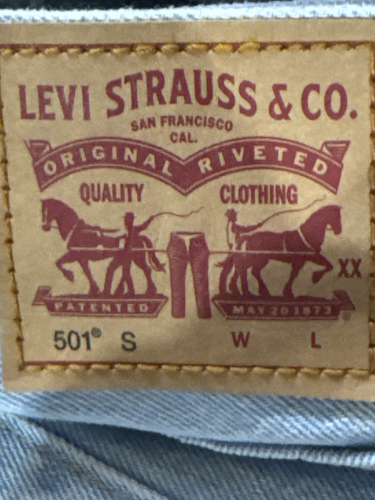 LEVI STRAUSS & CO.
SAN FRANCISCO
CAL.
ORIGINAL RIVETED
QUALITY CLOTHING
XX
PATENTED MAY 20 1873
501® S W L